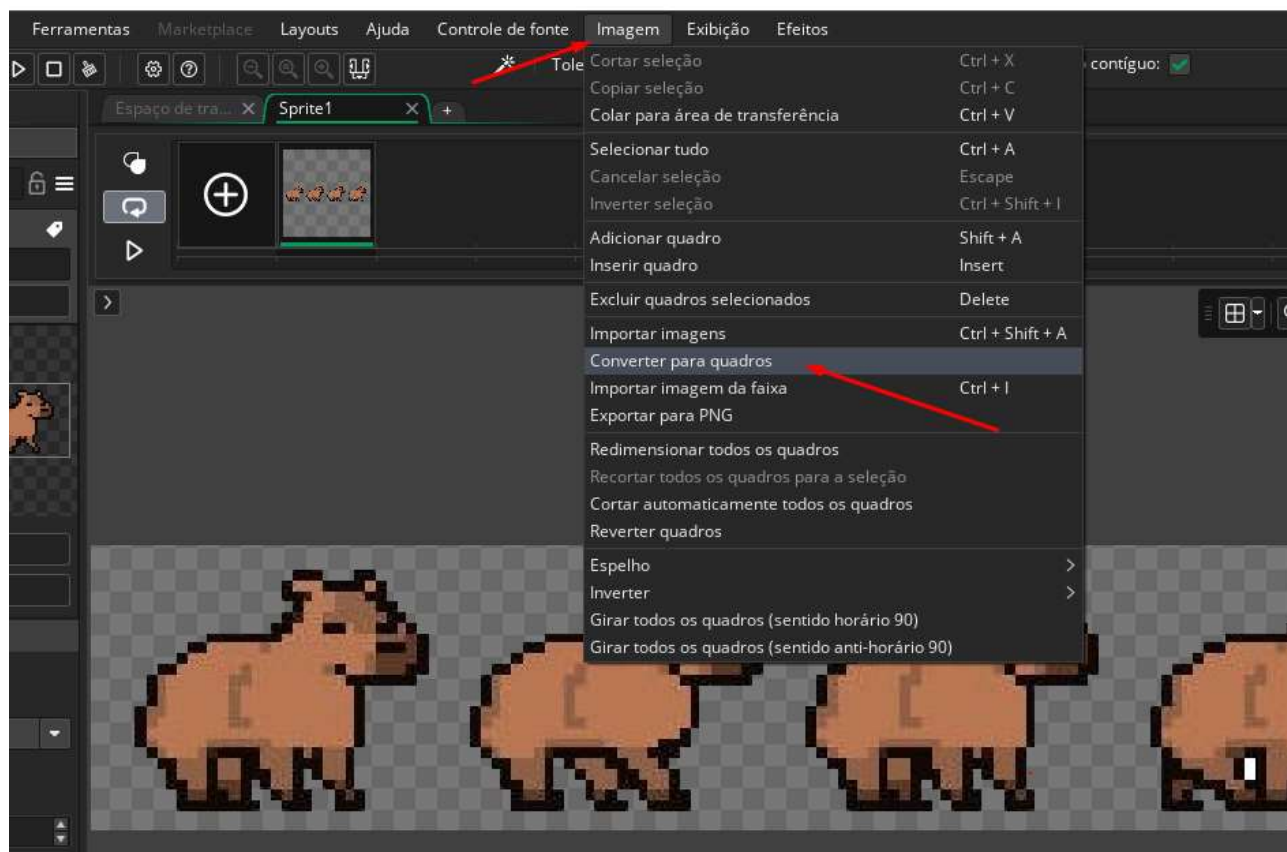 Ferramentas Marketplace Layouts Ajuda Controle de fonte Imagem Exibição Efeitos
Tole
contíguo:
Espaço de tra... Sprite1
Cortar seleção Ctrl + X
Copiar seleção Ctrl + C
Colar para área de transferência Ctrl + V
Selecionar tudo Ctrl + A
Cancelar seleção Escape
Inverter seleção Ctrl + Shift + I
Adicionar quadro Shift + A
Inserir quadro Insert
Excluir quadros selecionados Delete
Importar imagens Ctrl + Shift + A
Converter para quadros
Importar imagem da faixa Ctrl + I
Exportar para PNG
Redimensionar todos os quadros
Recortar todos os quadros para a seleção
Cortar automaticamente todos os quadros
Reverter quadros
Espelho
Inverter
Girar todos os quadros (sentido horário 90)
Girar todos os quadros (sentido anti-horário 90)